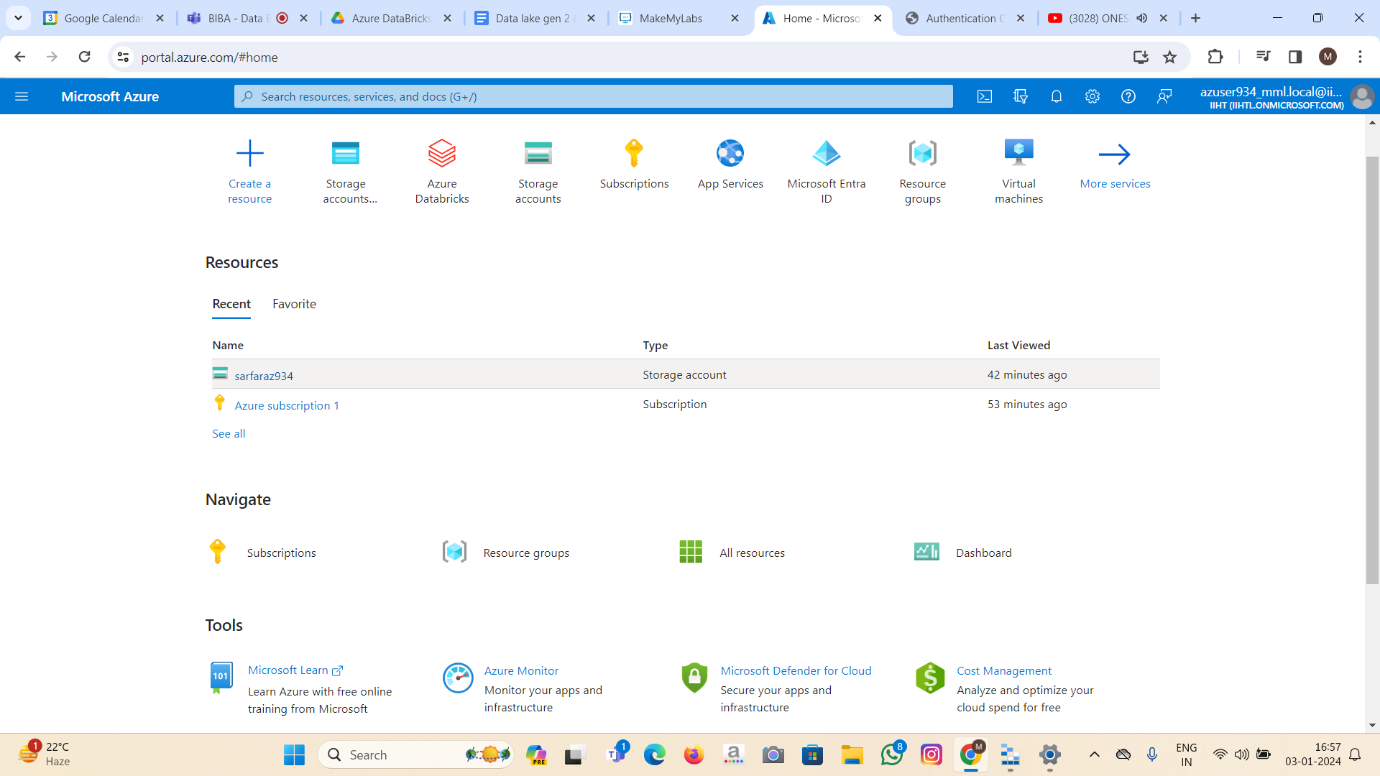 Google Calendar
BIBA - Data E
Azure DataBricks
Data lake gen 2
MakeMyLabs
Home - Microsof
Authentication
(3028) ONES
portal.azure.com/#home
M
Microsoft Azure
Search resources, services, and docs (G+/)
azuser934_mml.local@ii...
IIHT (IIHTL.ONMICROSOFT.COM)
Create a
resource
Storage
accounts...
Azure
Databricks
Storage
accounts
Subscriptions
App Services
Microsoft Entra
ID
Resource
groups
Virtual
machines
More services
Resources
Recent
Favorite
Name
Type
Last Viewed
sarfaraz934
Storage account
42 minutes ago
Azure subscription 1
Subscription
53 minutes ago
See all
Navigate
Subscriptions
Resource groups
All resources
Dashboard
Tools
101
Microsoft Learn
Learn Azure with free online
training from Microsoft
Azure Monitor
Monitor your apps and
infrastructure
Microsoft Defender for Cloud
Secure your apps and
infrastructure
Cost Management
Analyze and optimize your
cloud spend for free
1
22°C
Haze
Search
PRE
1
8
M
ENG
IN
16:57
03-01-2024